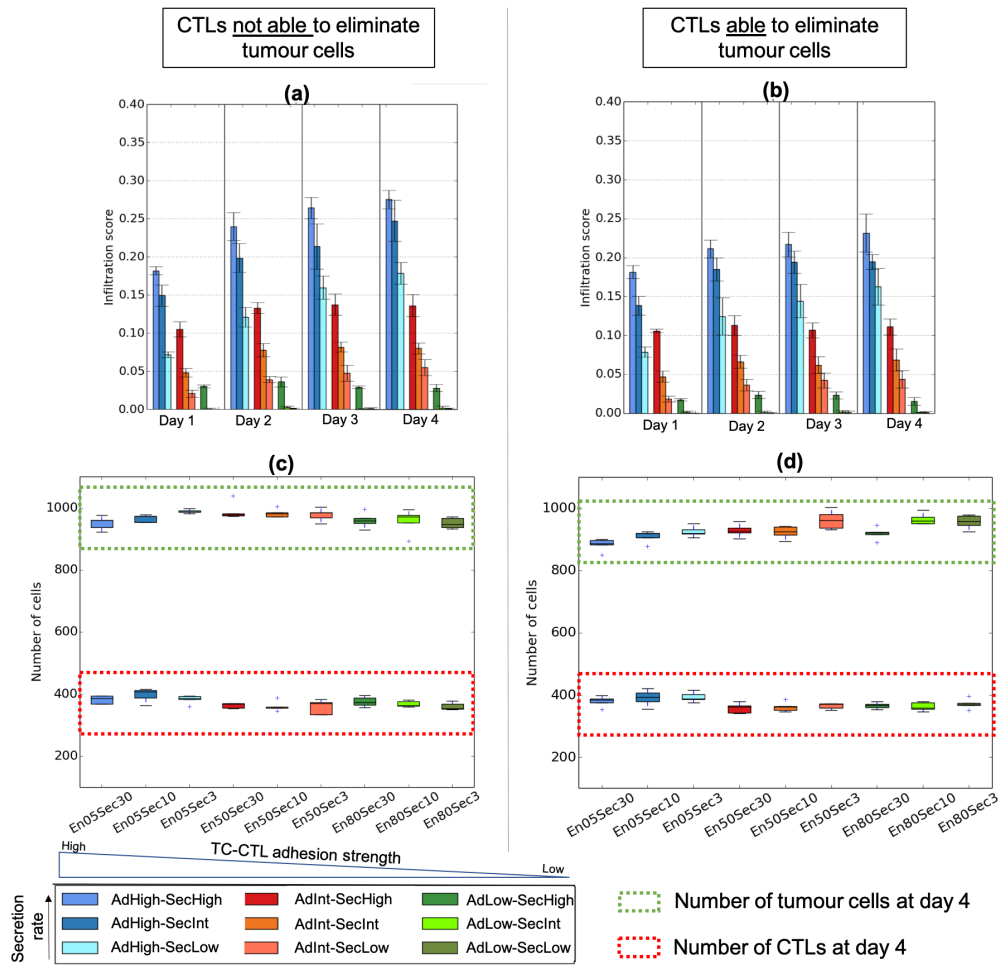 CTLs not able to eliminate
tumour cells
CTLs able to eliminate
tumour cells
(a)
Infiltration score
0.40
0.35
0.30
0.25
0.20
0.15
0.10
0.05
0.00
Day 1 Day 2 Day 3 Day 4
(b)
Infiltration score
0.40
0.35
0.30
0.25
0.20
0.15
0.10
0.05
0.00
Day 1 Day 2 Day 3 Day 4
(c)
Number of cells
1000
800
600
400
200
En05Sec30 En05Sec10 En05Sec3 En50Sec30 En50Sec10 En50Sec3 En80Sec30 En80Sec10 En80Sec3
(d)
Number of cells
1000
800
600
400
200
En05Sec30 En05Sec10 En05Sec3 En50Sec30 En50Sec10 En50Sec3 En80Sec30 En80Sec10 En80Sec3
High TC-CTL adhesion strength Low
Secretion
rate
AdHigh-SecHigh AdInt-SecHigh AdLow-SecHigh
AdHigh-SecInt AdInt-SecInt AdLow-SecInt
AdHigh-SecLow AdInt-SecLow AdLow-SecLow
Number of tumour cells at day 4
Number of CTLs at day 4